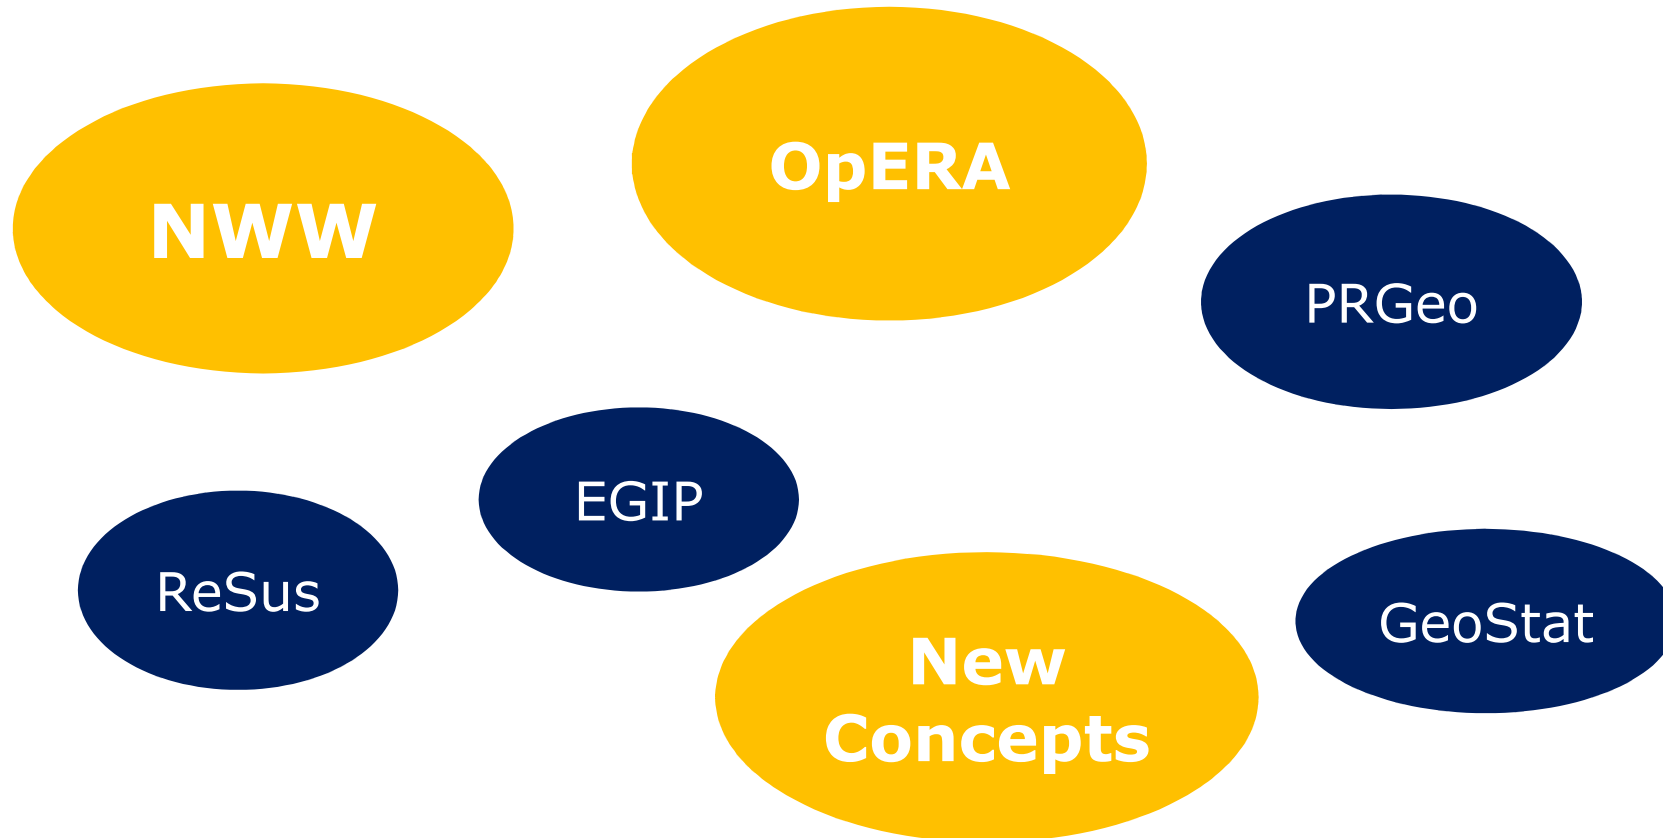 OpERA
NWW
PRGeo
EGIP
ReSus
GeoStat
New
Concepts